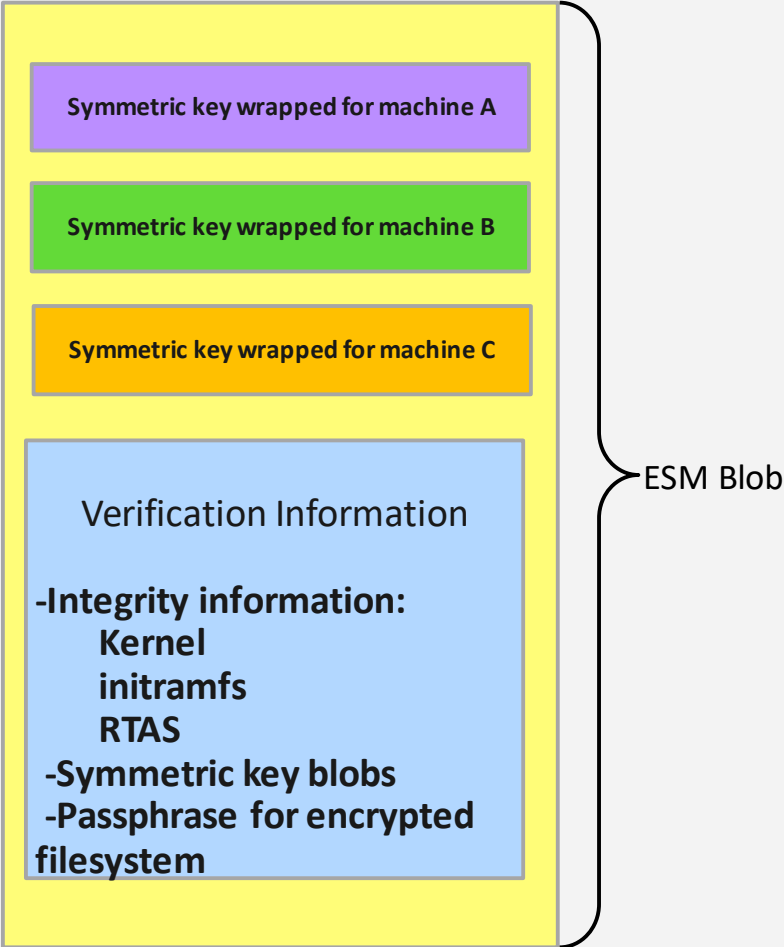 Symmetric key wrapped for machine A
Symmetric key wrapped for machine B
Symmetric key wrapped for machine C
Verification Information
-Integrity information:
Kernel
initramfs
RTAS
-Symmetric key blobs
-Passphrase for encrypted
filesystem
ESM Blob